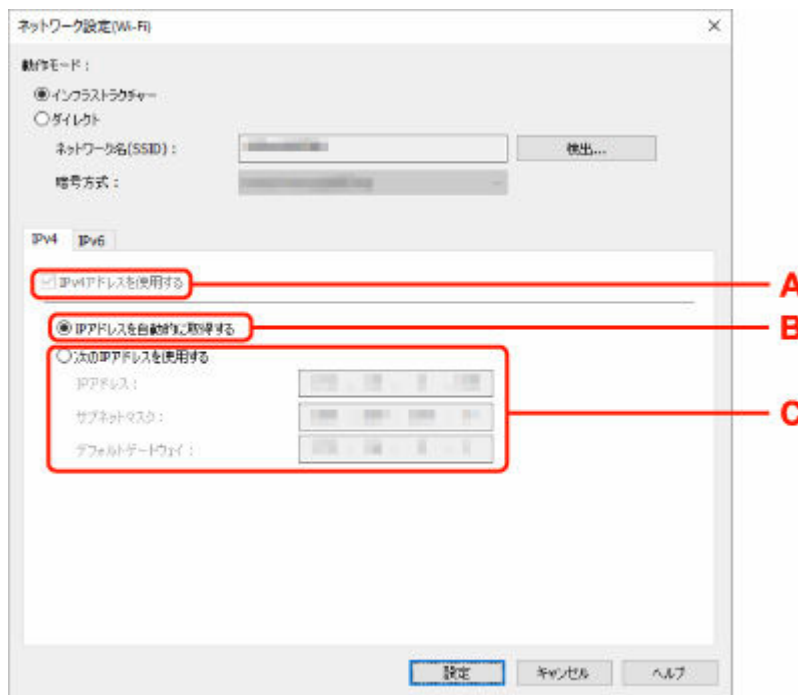 ネットワーク設定(Wi-Fi)
動作モード：
インフラストラクチャー
ダイレクト
ネットワーク名(SSID)：
検出...
暗号方式：
IPv4 IPv6
IPv4アドレスを使用する
A
IPアドレスを自動的に取得する
B
次のIPアドレスを使用する
IPアドレス：
サブネットマスク：
C
デフォルトゲートウェイ：
設定 キャンセル ヘルプ